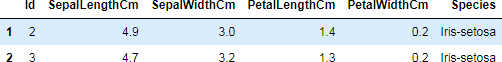 Id SepalLengthCm SepalWidthCm PetalLengthCm PetalWidthCm Species
1 2 4.9 3.0 1.4 0.2 Iris-setosa
2 3 4.7 3.2 1.3 0.2 Iris-setosa